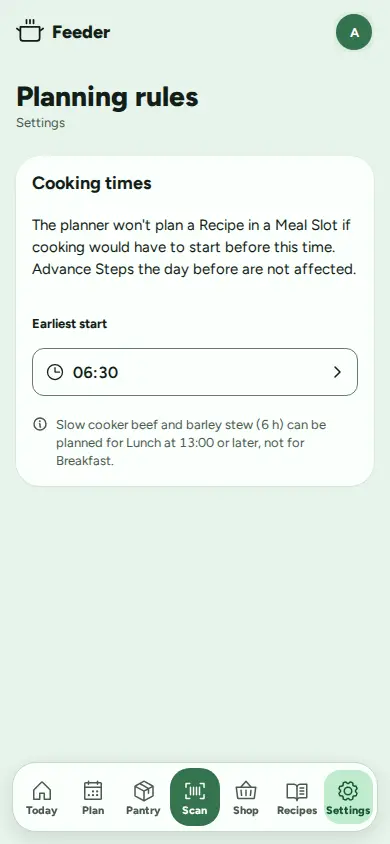 Feeder
A
Planning rules
Settings
Cooking times
The planner won't plan a Recipe in a Meal Slot if
cooking would have to start before this time.
Advance Steps the day before are not affected.
Earliest start
06:30
Slow cooker beef and barley stew (6 h) can be
planned for Lunch at 13:00 or later, not for
Breakfast.
Today
Plan
Pantry
Scan
Shop
Recipes
Settings